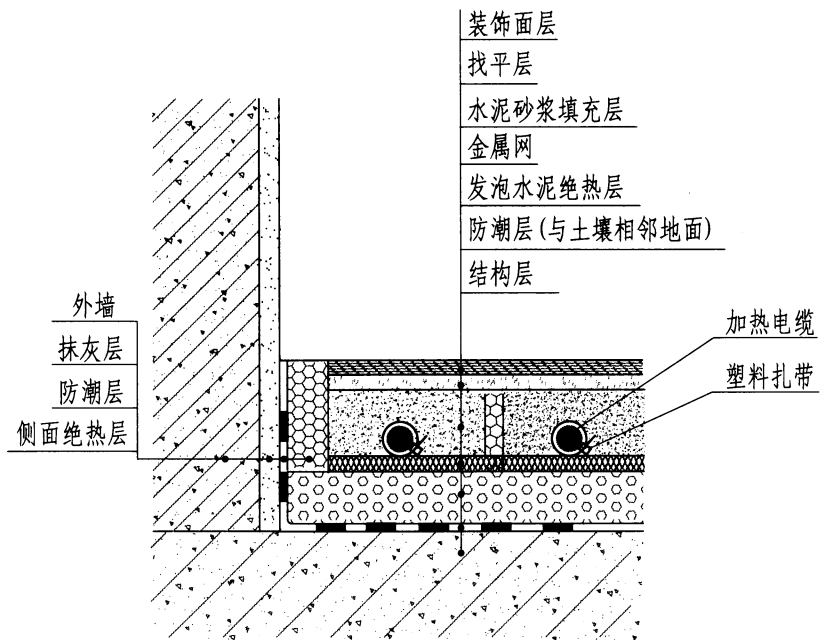 装饰面层
找平层
水泥砂浆填充层
金属网
发泡水泥绝热层
防潮层(与土壤相邻地面)
结构层
外墙
抹灰层
防潮层
侧面绝热层
加热电缆
塑料扎带